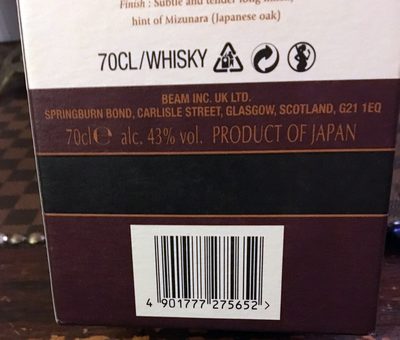 Finish : Subtle and tender long finish,
hint of Mizunara (Japanese oak)
70CL/WHISKY
BEAM INC. UK LTD.
SPRINGBURN BOND, CARLISLE STREET, GLASGOW, SCOTLAND, G21 1EQ
70cl℮ alc. 43% vol. PRODUCT OF JAPAN
4 901777 275652 >